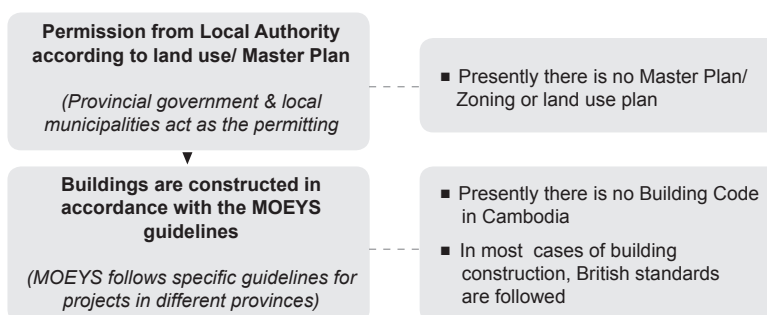 Permission from Local Authority
according to land use/ Master Plan
(Provincial government & local
municipalities act as the permitting
■ Presently there is no Master Plan/
Zoning or land use plan
Buildings are constructed in
accordance with the MOEYS
guidelines
(MOEYS follows specific guidelines for
projects in different provinces)
■ Presently there is no Building Code
in Cambodia
■ In most cases of building
construction, British standards
are followed